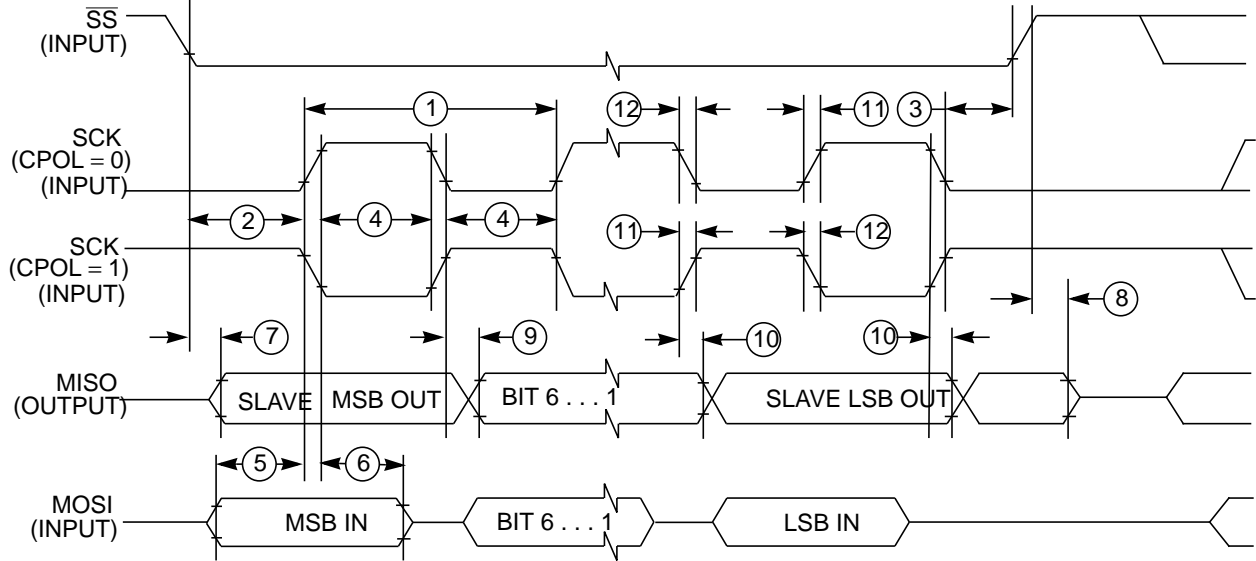 SS
(INPUT)
1
12
11
3
SCK
(CPOL = 0)
(INPUT)
2
4
4
11
12
SCK
(CPOL = 1)
(INPUT)
8
7
9
10
10
MISO
(OUTPUT)
SLAVE MSB OUT
BIT 6 . . . 1
SLAVE LSB OUT
5
6
MOSI
(INPUT)
MSB IN
BIT 6 . . . 1
LSB IN